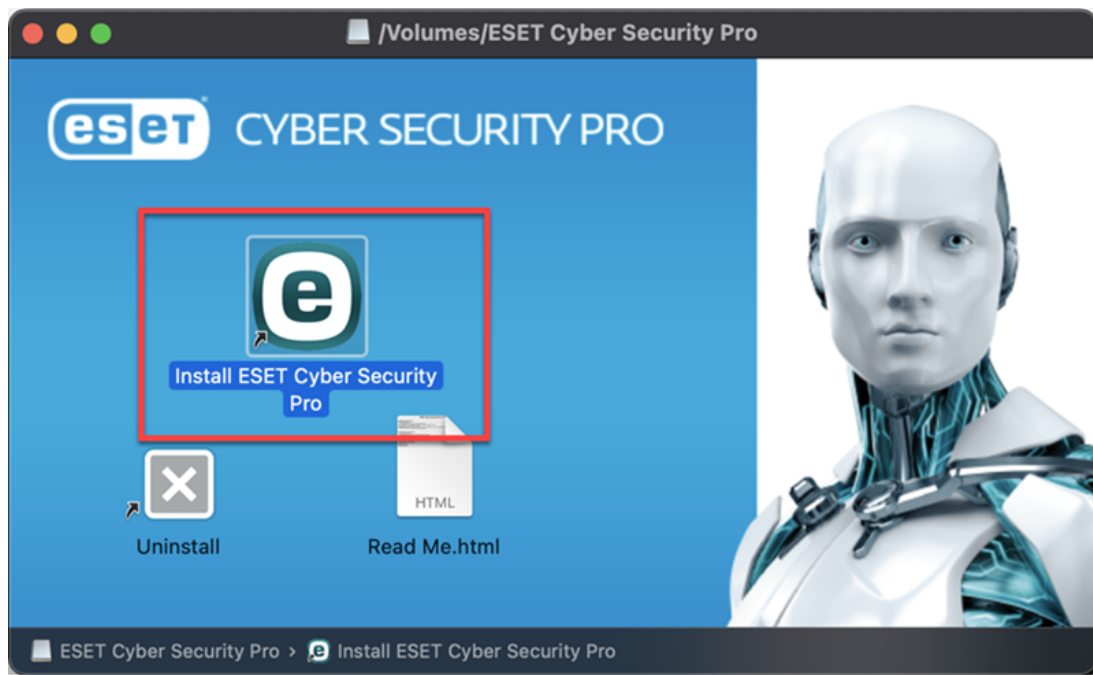 /Volumes/ESET Cyber Security Pro
eseT CYBER SECURITY PRO
e
Install ESET Cyber Security
Pro
HTML
Uninstall
Read Me.html
ESET Cyber Security Pro › e Install ESET Cyber Security Pro